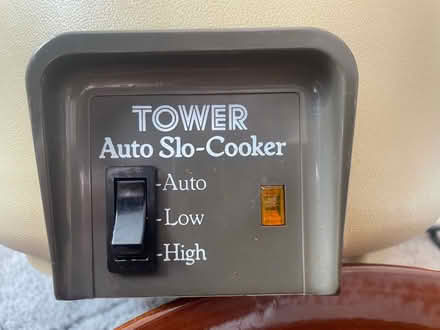 TOWER
Auto Slo-Cooker
-Auto
-Low
-High